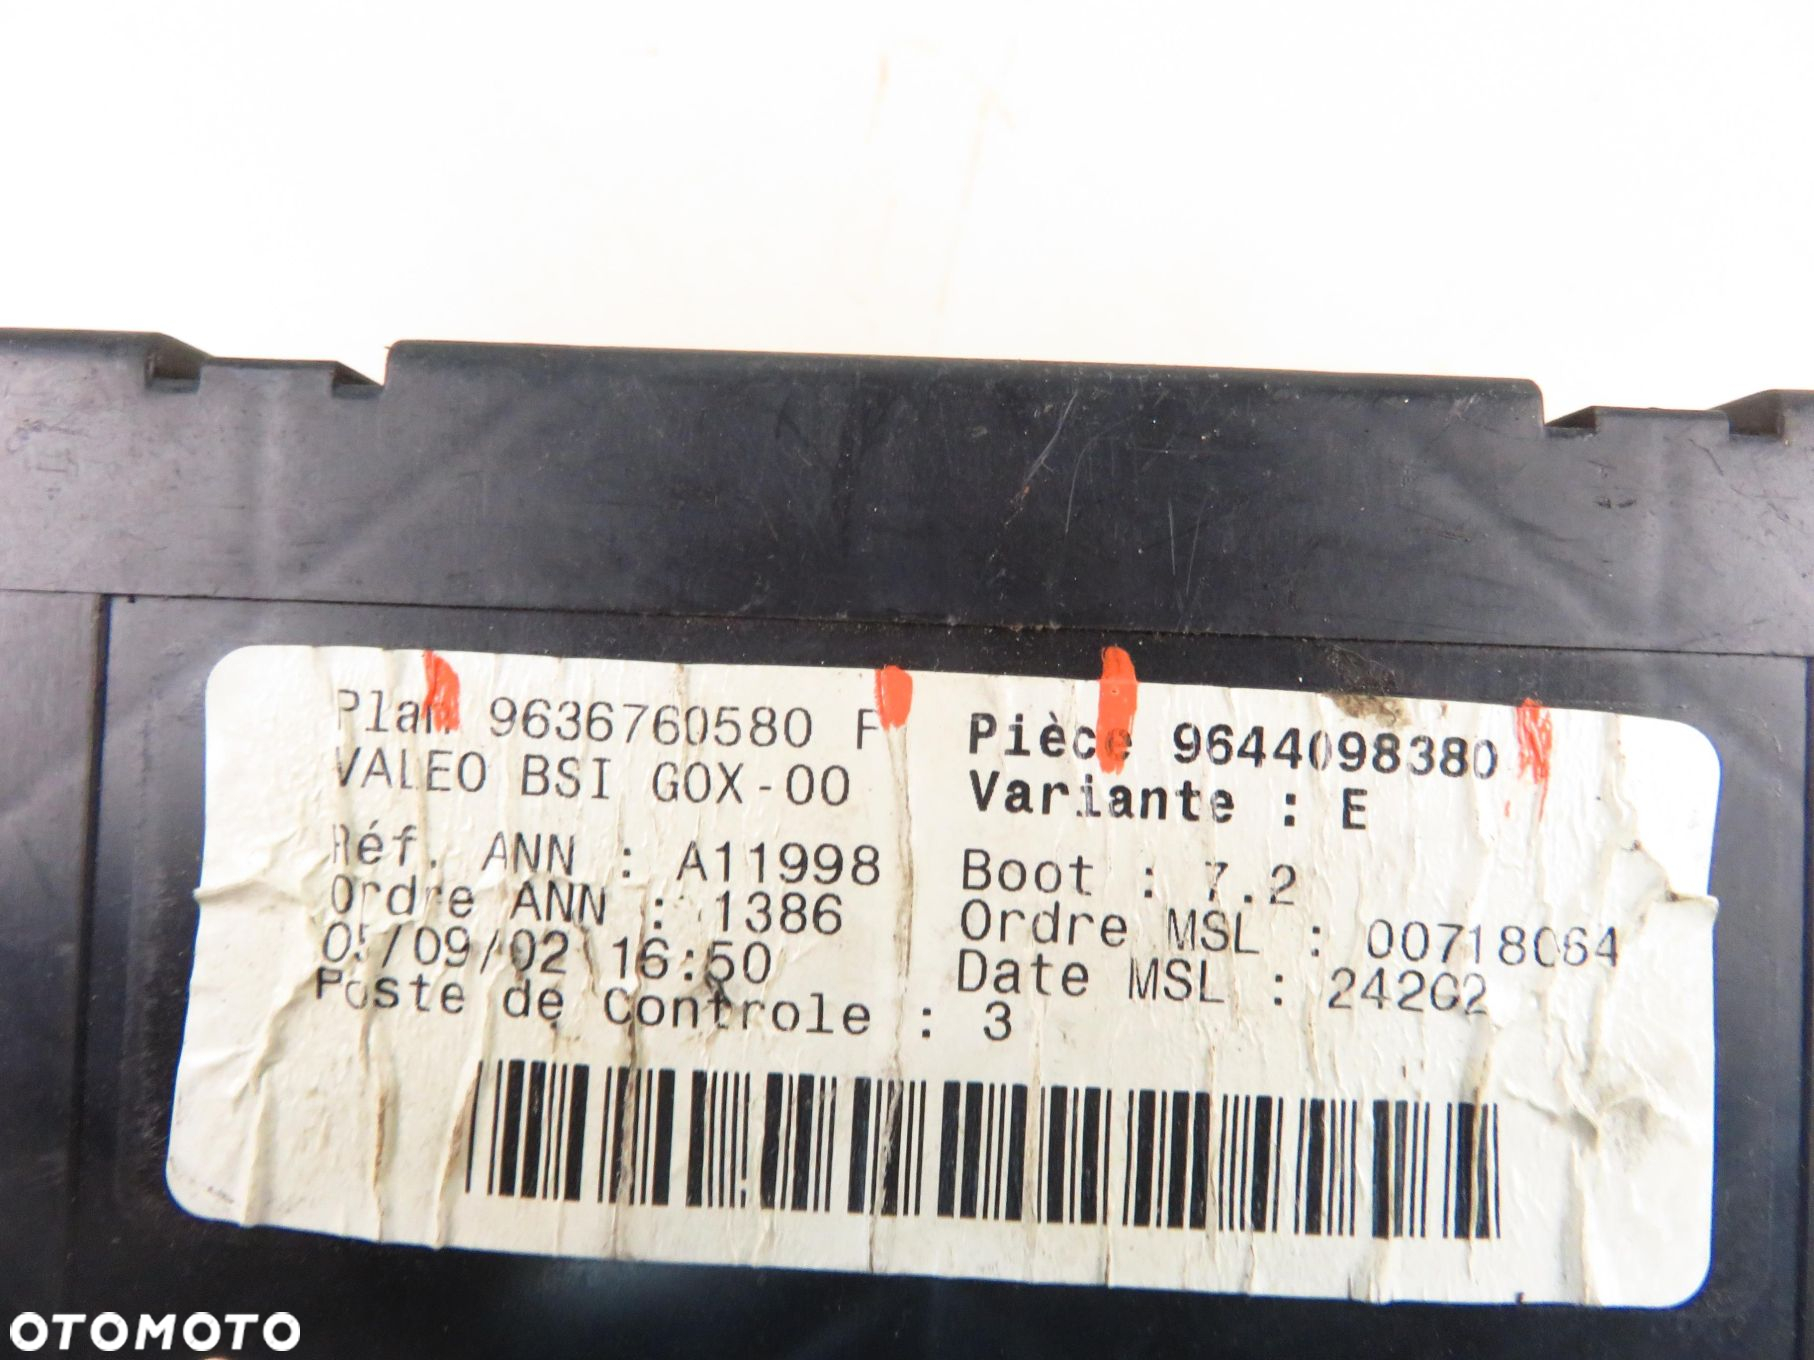 Plan 9636760580 F
VALEO BSI GOX-00
Réf. ANN : A11998
Ordre ANN : 1386
05/09/02 16:50
Poste de Controle : 3
Pièce 9644098380
Variante : E
Boot : 7.2
Ordre MSL : 00718064
Date MSL :
OTOMOTO